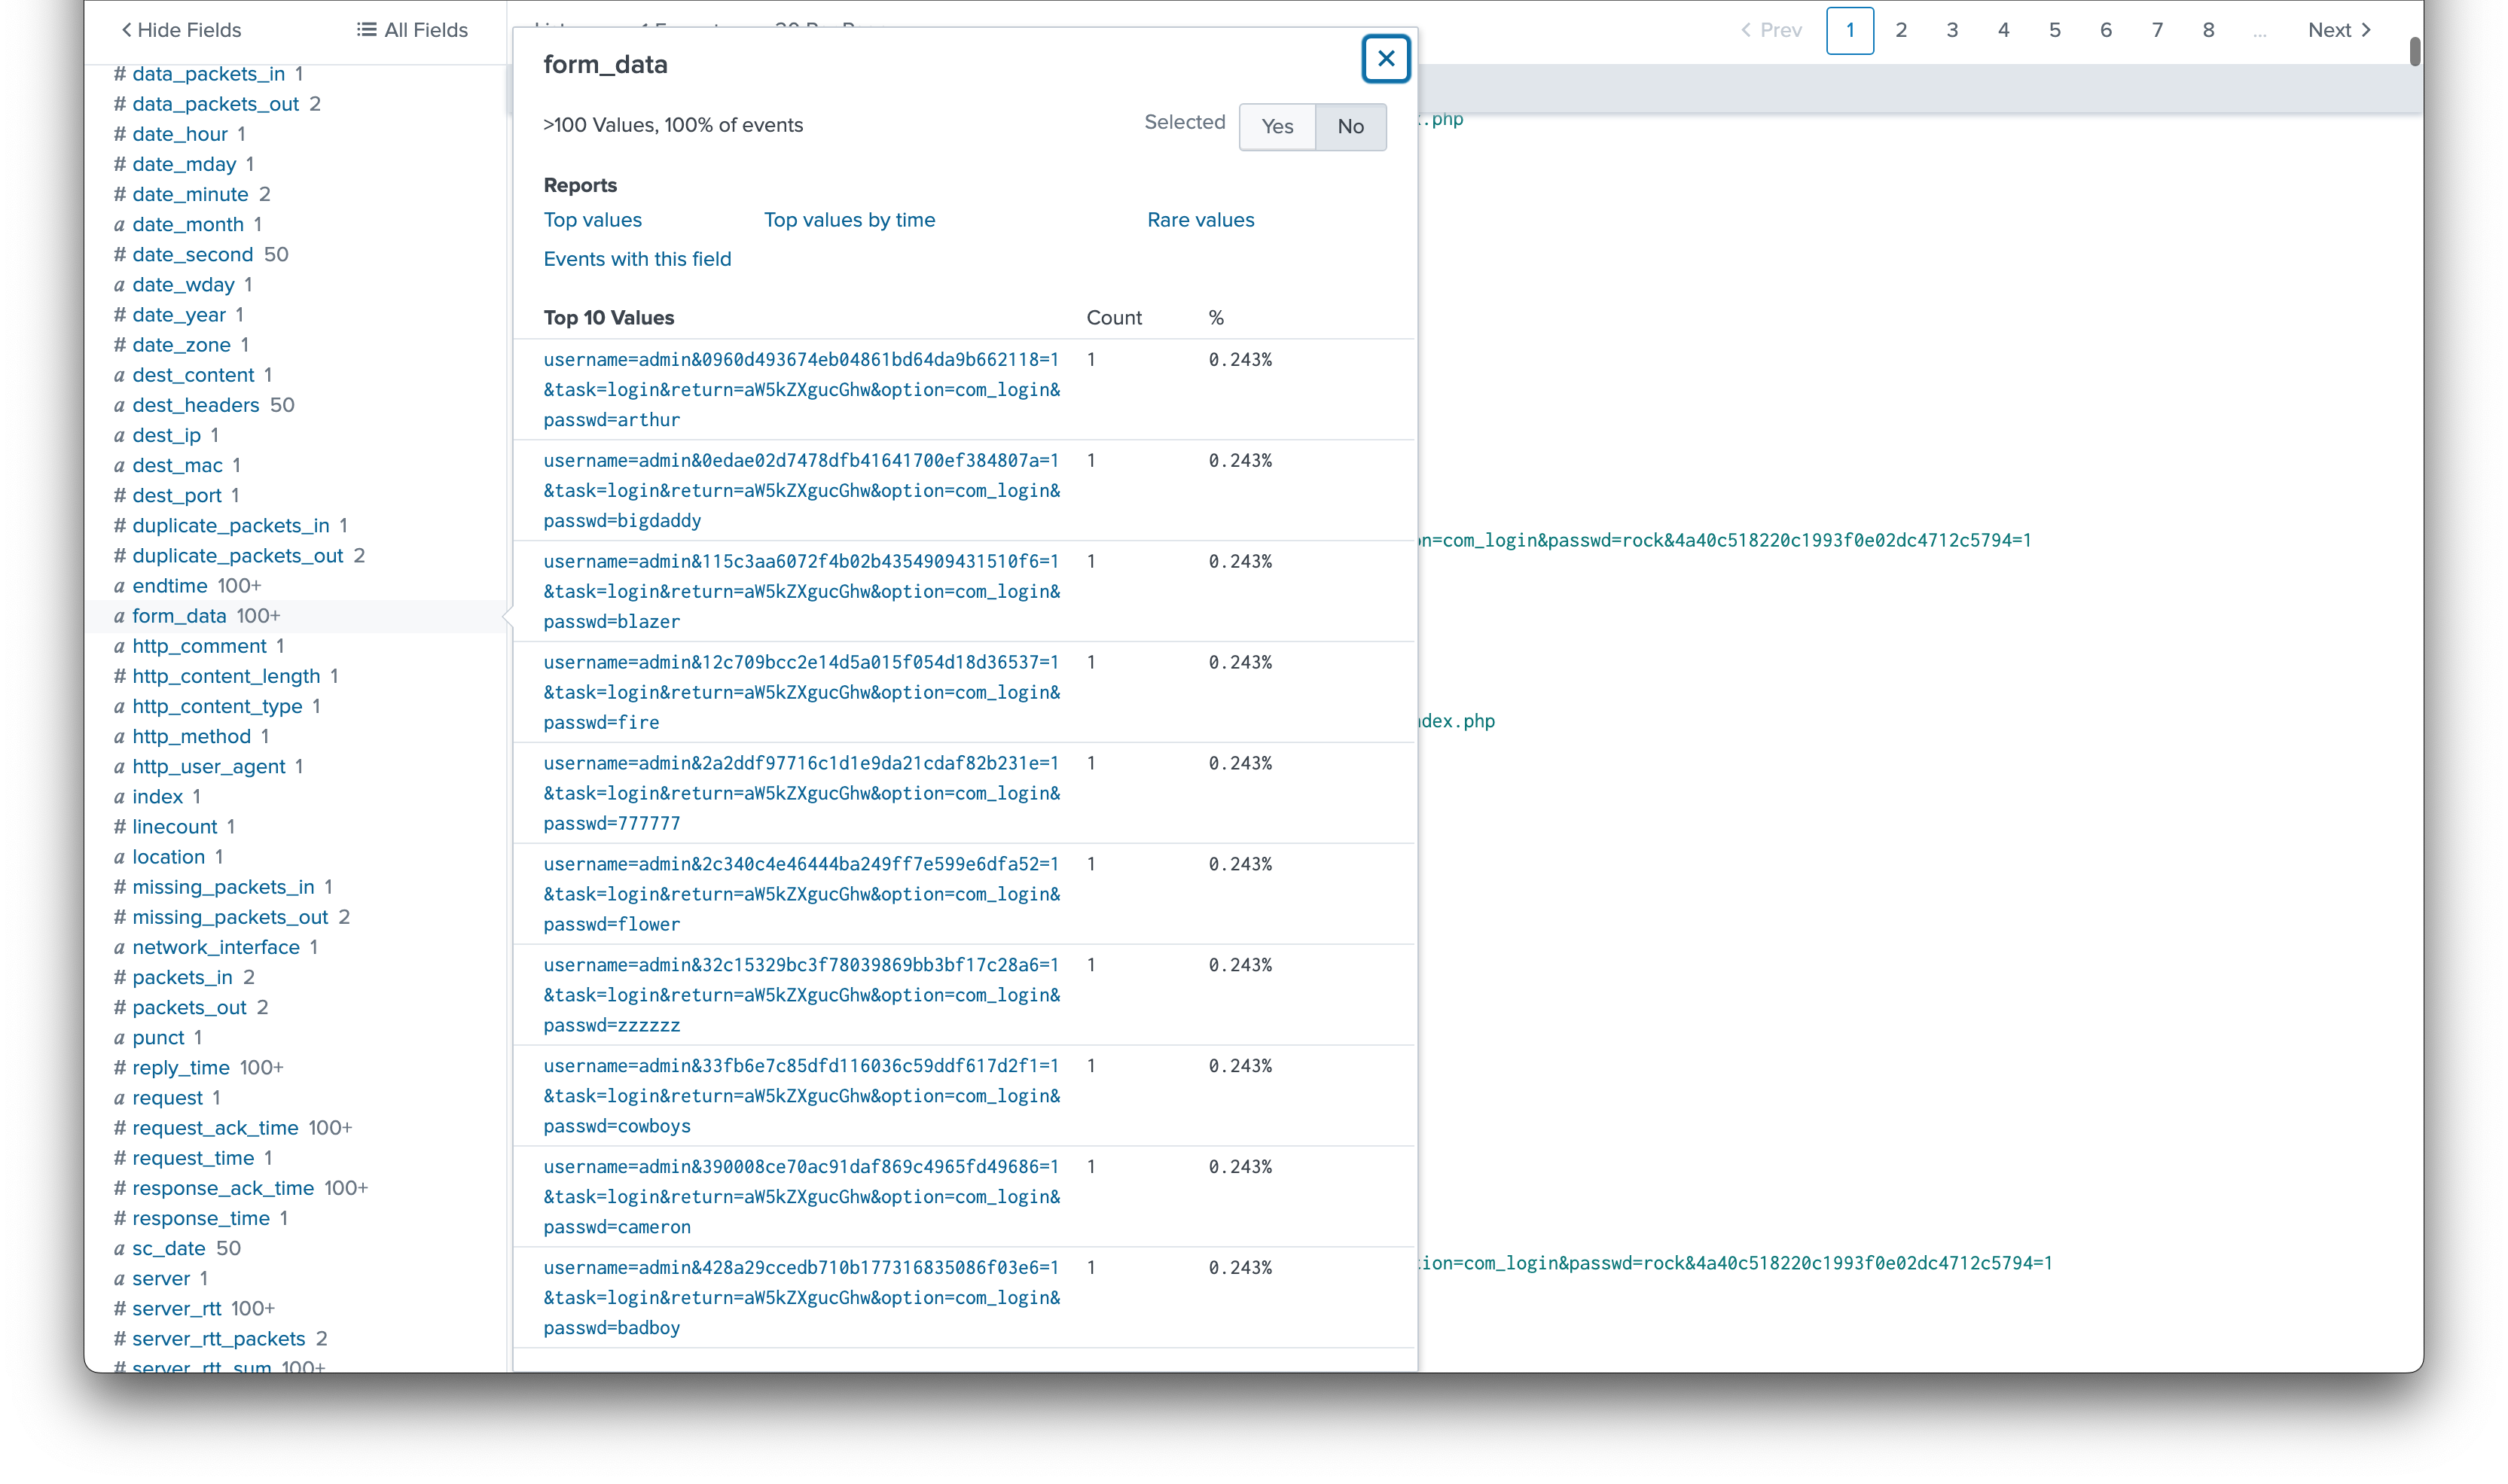 Hide Fields
All Fields
Prev 1 2 3 4 5 6 7 8 ... Next
# data_packets_in 1
# data_packets_out 2
# date_hour 1
# date_mday 1
# date_minute 2
a date_month 1
# date_second 50
a date_wday 1
# date_year 1
# date_zone 1
a dest_content 1
a dest_headers 50
a dest_ip 1
a dest_mac 1
# dest_port 1
# duplicate_packets_in 1
# duplicate_packets_out 2
a endtime 100+
a form_data 100+
a http_comment 1
# http_content_length 1
a http_content_type 1
a http_method 1
a http_user_agent 1
a index 1
# linecount 1
a location 1
# missing_packets_in 1
# missing_packets_out 2
a network_interface 1
# packets_in 2
# packets_out 2
a punct 1
# reply_time 100+
a request 1
# request_ack_time 100+
# request_time 1
# response_ack_time 100+
# response_time 1
a sc_date 50
a server 1
# server_rtt 100+
# server_rtt_packets 2
# server_rtt_sum 100+
form_data
>100 Values, 100% of events
Selected Yes No
Reports
Top values Top values by time Rare values
Events with this field
Top 10 Values Count %
username=admin&0960d493674eb04861bd64da9b662118=1 1 0.243%
&task=login&return=aW5kZXgucGhw&option=com_login&
passwd=arthur
username=admin&0edae02d7478dfb41641700ef384807a=1 1 0.243%
&task=login&return=aW5kZXgucGhw&option=com_login&
passwd=bigdaddy
username=admin&115c3aa6072f4b02b4354909431510f6=1 1 0.243%
&task=login&return=aW5kZXgucGhw&option=com_login&
passwd=blazer
username=admin&12c709bcc2e14d5a015f054d18d36537=1 1 0.243%
&task=login&return=aW5kZXgucGhw&option=com_login&
passwd=fire
username=admin&2a2ddf97716c1d1e9da21cdaf82b231e=1 1 0.243%
&task=login&return=aW5kZXgucGhw&option=com_login&
passwd=777777
username=admin&2c340c4e46444ba249ff7e599e6dfa52=1 1 0.243%
&task=login&return=aW5kZXgucGhw&option=com_login&
passwd=flower
username=admin&32c15329bc3f78039869bb3bf17c28a6=1 1 0.243%
&task=login&return=aW5kZXgucGhw&option=com_login&
passwd=zzzzzz
username=admin&33fb6e7c85dfd116036c59ddf617d2f1=1 1 0.243%
&task=login&return=aW5kZXgucGhw&option=com_login&
passwd=cowboys
username=admin&390008ce70ac91daf869c4965fd49686=1 1 0.243%
&task=login&return=aW5kZXgucGhw&option=com_login&
passwd=cameron
username=admin&428a29ccedb710b177316835086f03e6=1 1 0.243%
&task=login&return=aW5kZXgucGhw&option=com_login&
passwd=badboy
.php
n=com_login&passwd=rock&4a40c518220c1993f0e02dc4712c5794=1
dex.php
ion=com_login&passwd=rock&4a40c518220c1993f0e02dc4712c5794=1